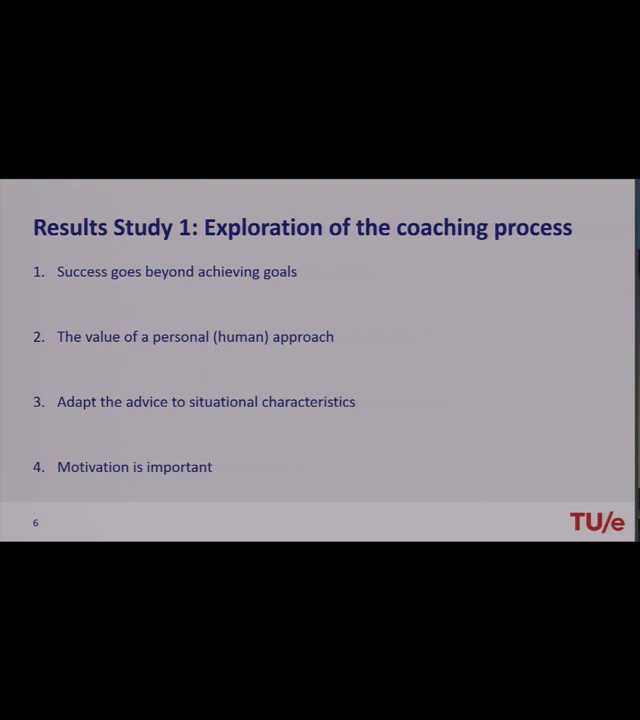 Results Study 1: Exploration of the coaching process
1. Success goes beyond achieving goals
2. The value of a personal (human) approach
3. Adapt the advice to situational characteristics
4. Motivation is important
6
TU/e